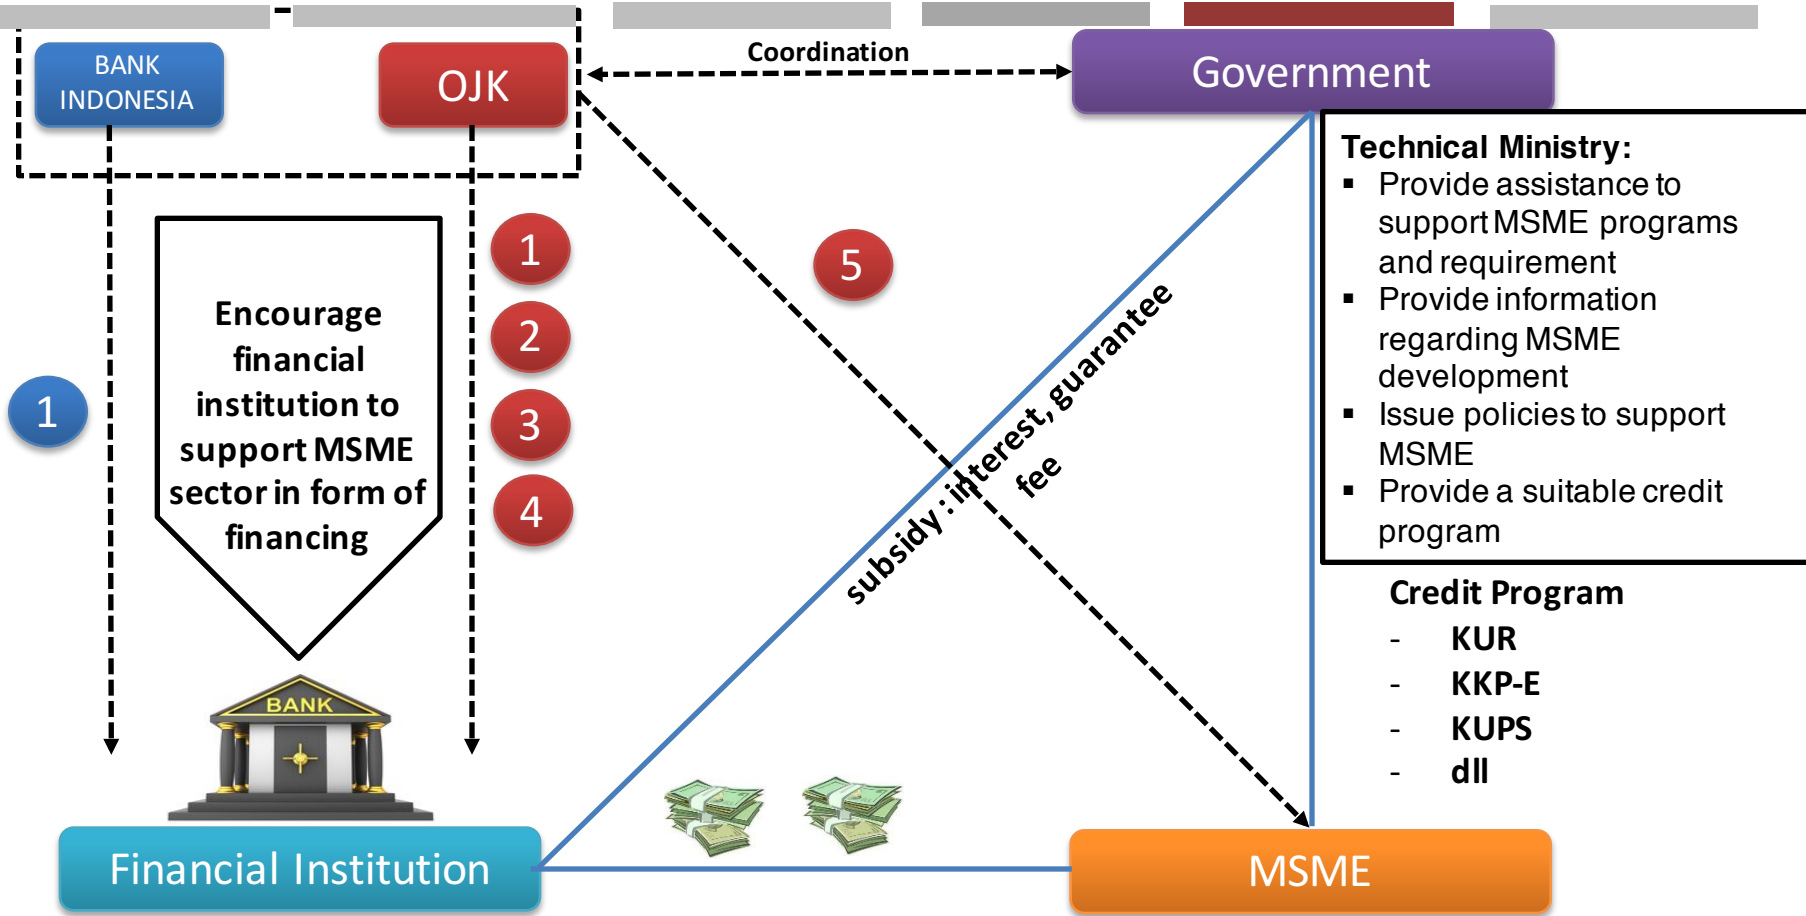 BANK
INDONESIA
OJK
Coordination
Government
Technical Ministry:
▪ Provide assistance to
support MSME programs
and requirement
▪ Provide information
regarding MSME
development
▪ Issue policies to support
MSME
▪ Provide a suitable credit
program
1
Encourage
financial
institution to
support MSME
sector in form of
financing
1
2
3
4
5
subsidy : interest, guarantee
fee
Credit Program
- KUR
- KKP-E
- KUPS
- dll
BANK
Financial Institution
MSME